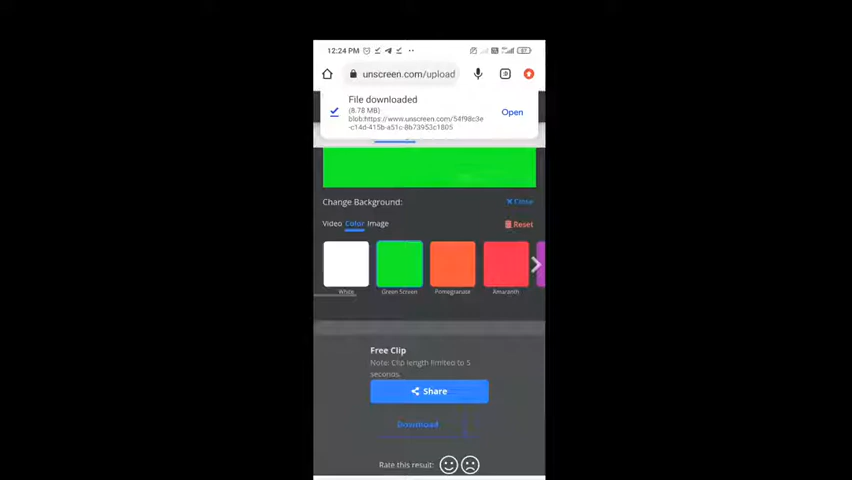 12:24 PM
unscreen.com/upload
File downloaded
(8.78 MB)
blob:https://www.unscreen.com/54f98c3e
-c14d-415b-a51c-8b73953c1805
Open
Change Background:
× Close
Video Color Image
Reset
White
Green Screen
Pomegranate
Amaranth
Free Clip
Note: Clip length limited to 5
seconds.
Share
Download
Rate this result: